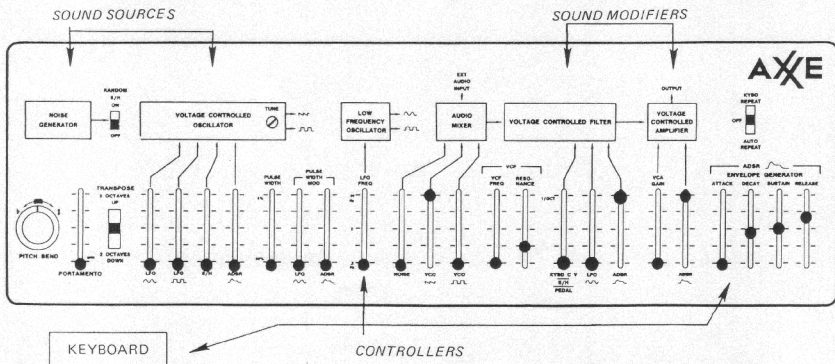 SOUND SOURCES
SOUND MODIFIERS
AXXE
NOISE GENERATOR
RANDOM
S/H
ON
OFF
VOLTAGE CONTROLLED OSCILLATOR
TUNE
LOW FREQUENCY OSCILLATOR
EXT AUDIO INPUT
AUDIO MIXER
VOLTAGE CONTROLLED FILTER
OUTPUT
VOLTAGE CONTROLLED AMPLIFIER
KYBD REPEAT
OFF
AUTO REPEAT
PITCH BEND
PORTAMENTO
TRANSPOSE
2 OCTAVES UP
2 OCTAVES DOWN
LFO
LFO
S/H
ADSR
PULSE WIDTH
PULSE WIDTH MOD
LFO
ADSR
LFO FREQ
NOISE
VCO
VCO
VCF
VCF FREQ
RESO-
NANCE
1/OCT
KYBD C V
S/H
PEDAL
LFO
ADSR
VCA GAIN
ADSR
ADSR
ENVELOPE GENERATOR
ATTACK
DECAY
SUSTAIN
RELEASE
KEYBOARD
CONTROLLERS